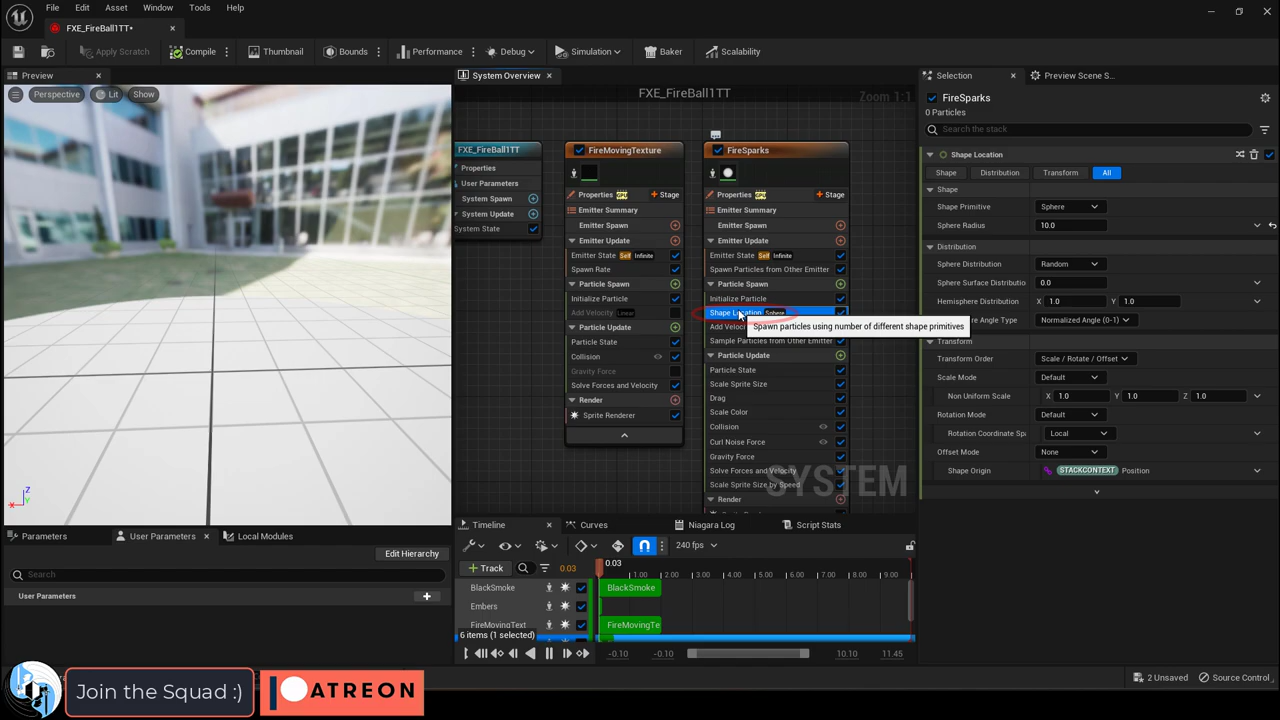 File Edit Asset Window Tools Help
FXE_FireBall1TT•
Apply Scratch Compile Thumbnail Bounds Performance Debug Simulation Baker Scalability
Preview
Perspective Lit Show
Z
X
Edit Hierarchy
Parameters User Parameters Local Modules
Search
User Parameters
System Overview
FXE_FireBall1TT
Zoom 1:1
FXE_FireBall1TT
Properties
User Parameters
System Spawn
System Update
System State
FireMovingTexture
Properties GPU Stage
Emitter Summary
Emitter Spawn
Emitter Update
Emitter State Self Infinite
Spawn Rate
Particle Spawn
Initialize Particle
Add Velocity Linear
Particle Update
Particle State
Collision
Gravity Force
Solve Forces and Velocity
Render
Sprite Renderer
FireSparks
Properties GPU Stage
Emitter Summary
Emitter Spawn
Emitter Update
Emitter State Self Infinite
Spawn Particles from Other Emitter
Particle Spawn
Initialize Particle
Shape Location Sphere
Add Veloci
Spawn particles using number of different shape primitives
Sample Particles from Other Emitter
Particle Update
Particle State
Scale Sprite Size
Drag
Scale Color
Collision
Curl Noise Force
Gravity Force
Solve Forces and Velocity
Scale Sprite Size by Speed
Render
SYSTEM
Timeline Curves Niagara Log Script Stats
240 fps
Track 0.03 0.03
1.00 2.00 3.00 4.00 5.00 6.00 7.00 8.00 9.00
BlackSmoke BlackSmoke
Embers
FireMovingText FireMovingTe
6 items (1 selected)
-0.10 -0.10 10.10 11.45
Selection Preview Scene S...
FireSparks
0 Particles
Search the stack
Shape Location
Shape Distribution Transform All
Shape
Shape Primitive Sphere
Sphere Radius 10.0
Distribution
Sphere Distribution Random
Sphere Surface Distributio 0.0
Hemisphere Distribution X 1.0 Y 1.0
e Angle Type Normalized Angle (0-1)
Transform
Transform Order Scale / Rotate / Offset
Scale Mode Default
Non Uniform Scale X 1.0 Y 1.0 Z 1.0
Rotation Mode Default
Rotation Coordinate Spa Local
Offset Mode None
Shape Origin STACKCONTEXT Position
2 Unsaved Source Control
Join the Squad :)
PATREON